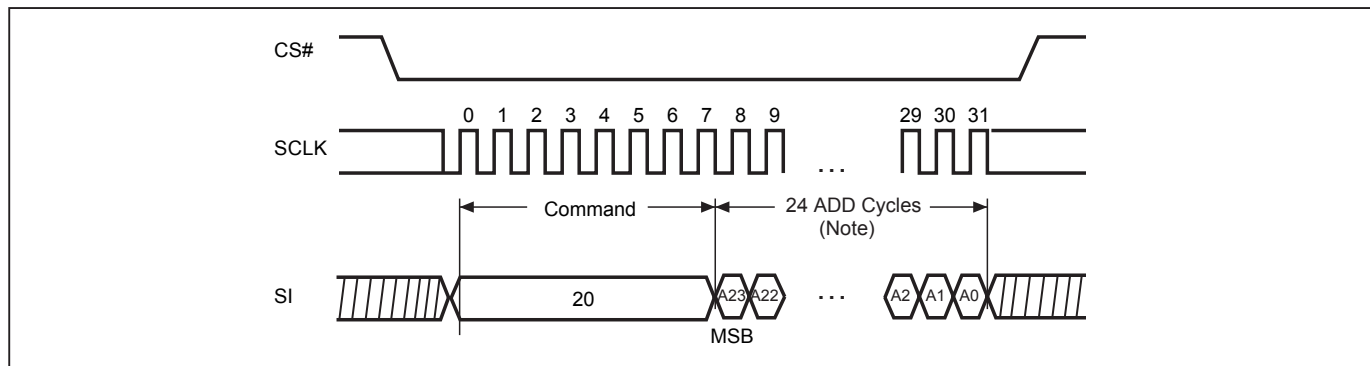 CS#
0 1 2 3 4 5 6 7 8 9 29 30 31
SCLK
...
Command
24 ADD Cycles
(Note)
SI
20
A23 A22 ... A2 A1 A0
MSB